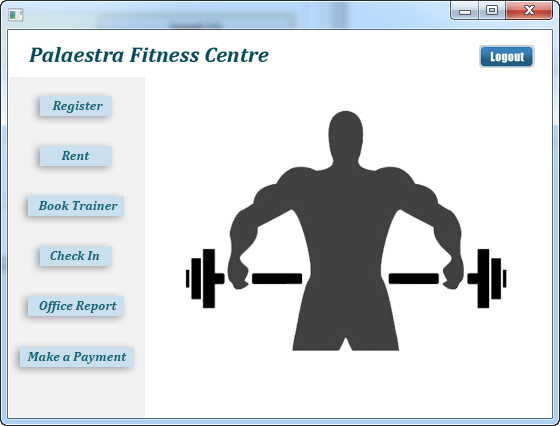 Palaestra Fitness Centre
Logout
Register
Rent
Book Trainer
Check In
Office Report
Make a Payment